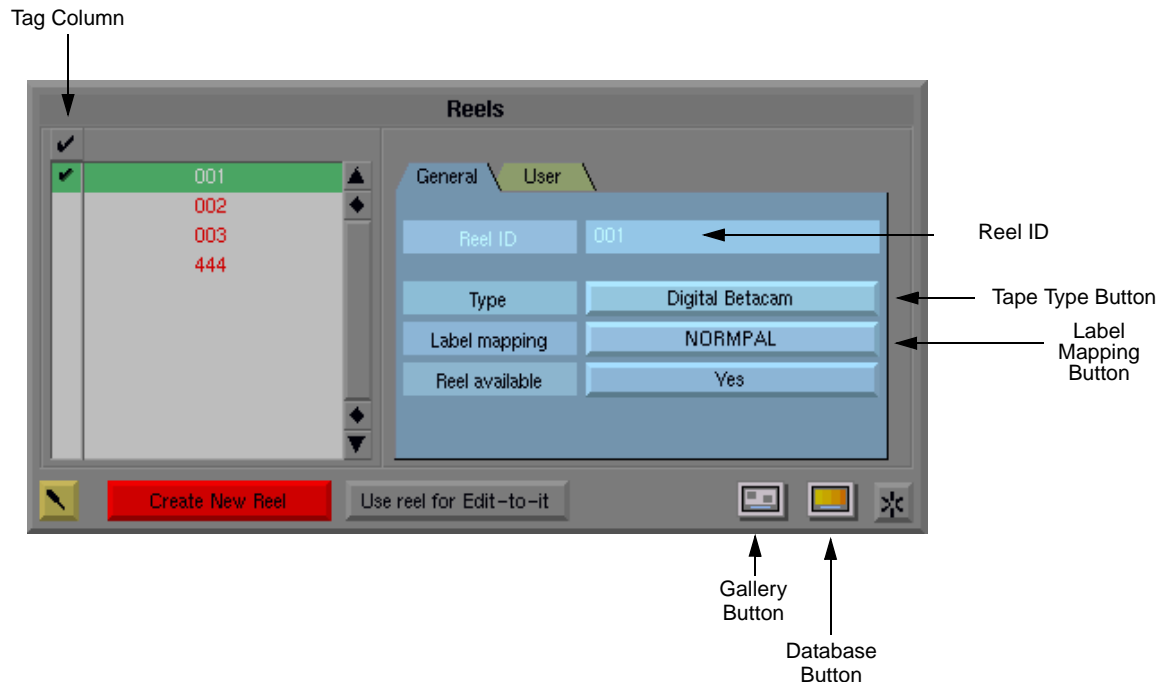 Tag Column
Reels
001
002
003
444
General
User
Reel ID
001
Type
Digital Betacam
Label mapping
NORMPAL
Reel available
Yes
Reel ID
Tape Type Button
Label
Mapping
Button
Create New Reel
Use reel for Edit-to-it
Gallery
Button
Database
Button